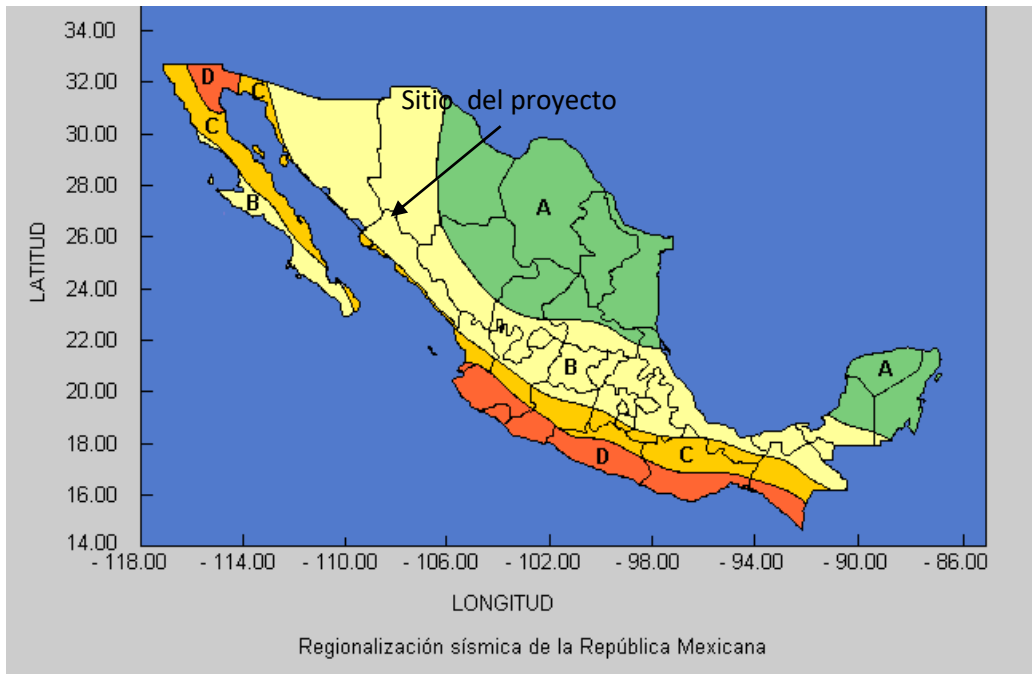 34.00
32.00
30.00
28.00
26.00
24.00
22.00
20.00
18.00
16.00
14.00
LATITUD
D
C
C
B
Sitio del proyecto
A
A
B
C
D
- 118.00 - 114.00 - 110.00 - 106.00 - 102.00 - 98.00 - 94.00 - 90.00 - 86.00
LONGITUD
Regionalización sísmica de la República Mexicana